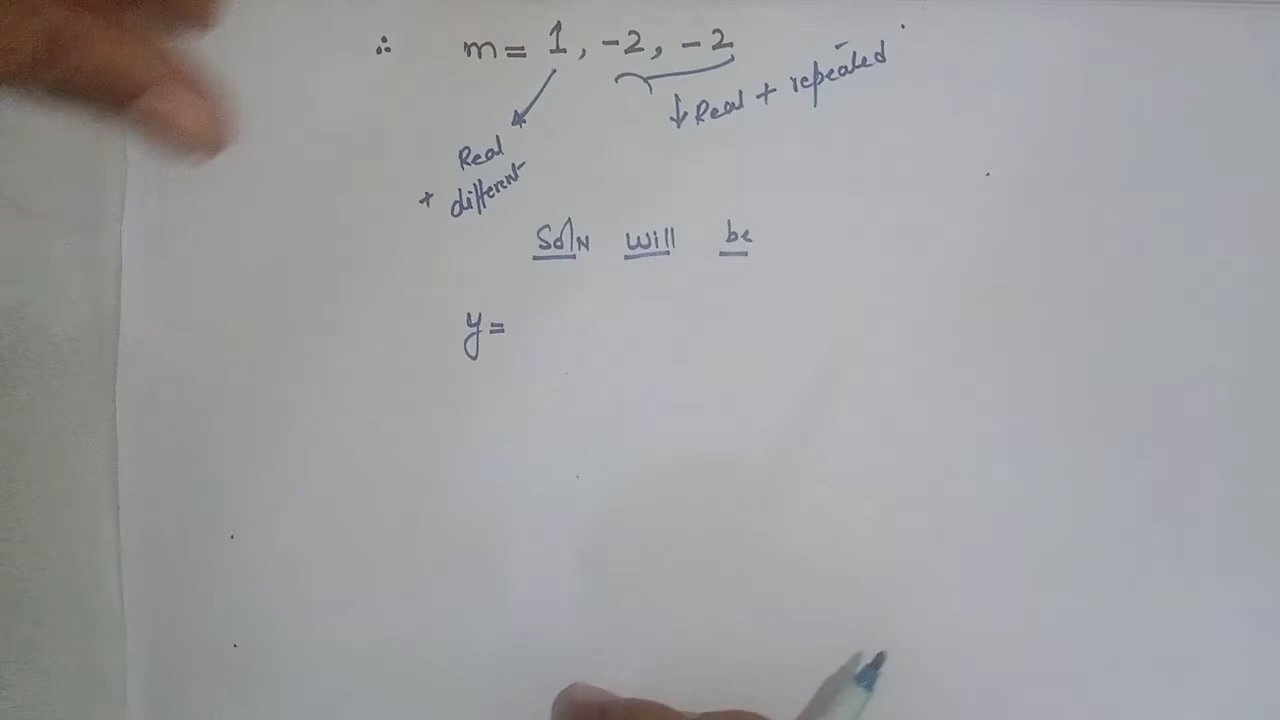 ∴ m = 1, -2, -2
↓ Real + repeated
Real
+ different
Soln will be
y =